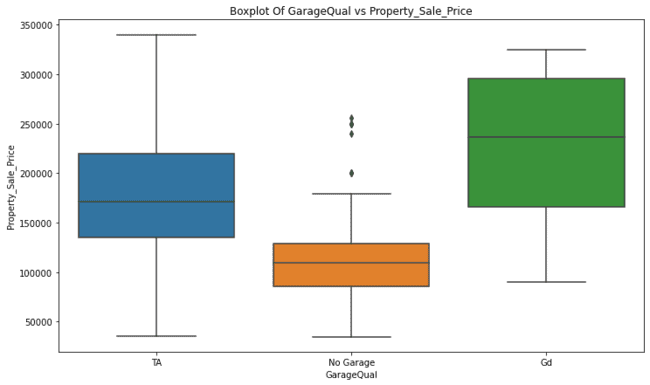 Boxplot Of GarageQual vs Property_Sale_Price
350000
300000
250000
200000
150000
100000
50000
Property_Sale_Price
TA No Garage Gd
GarageQual